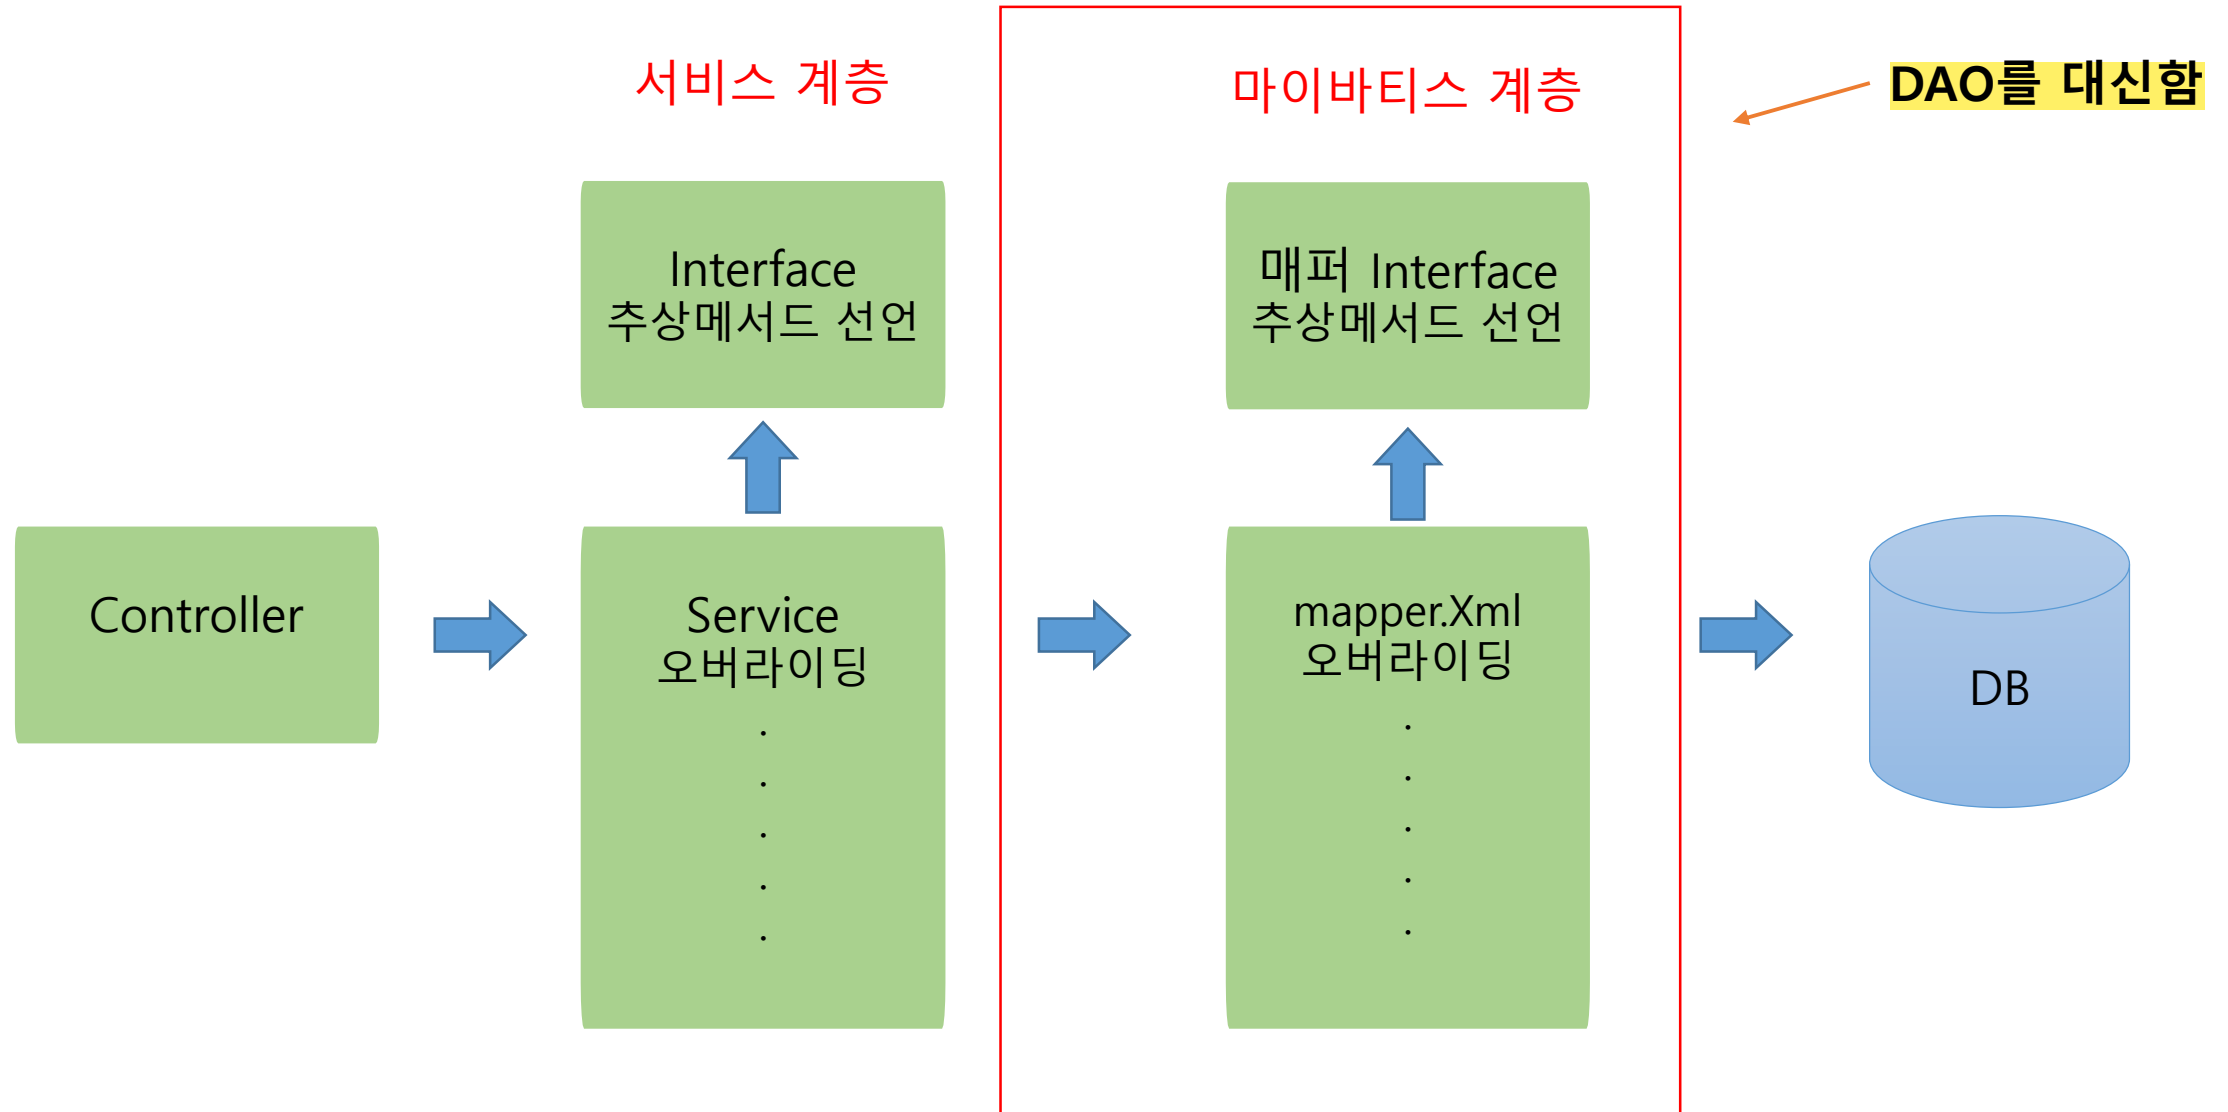 서비스 계층
마이바티스 계층
DAO를 대신함
Interface
추상메서드 선언
매퍼 Interface
추상메서드 선언
Controller
Service
오버라이딩
.
.
.
.
.
mapper.Xml
오버라이딩
.
.
.
.
.
DB